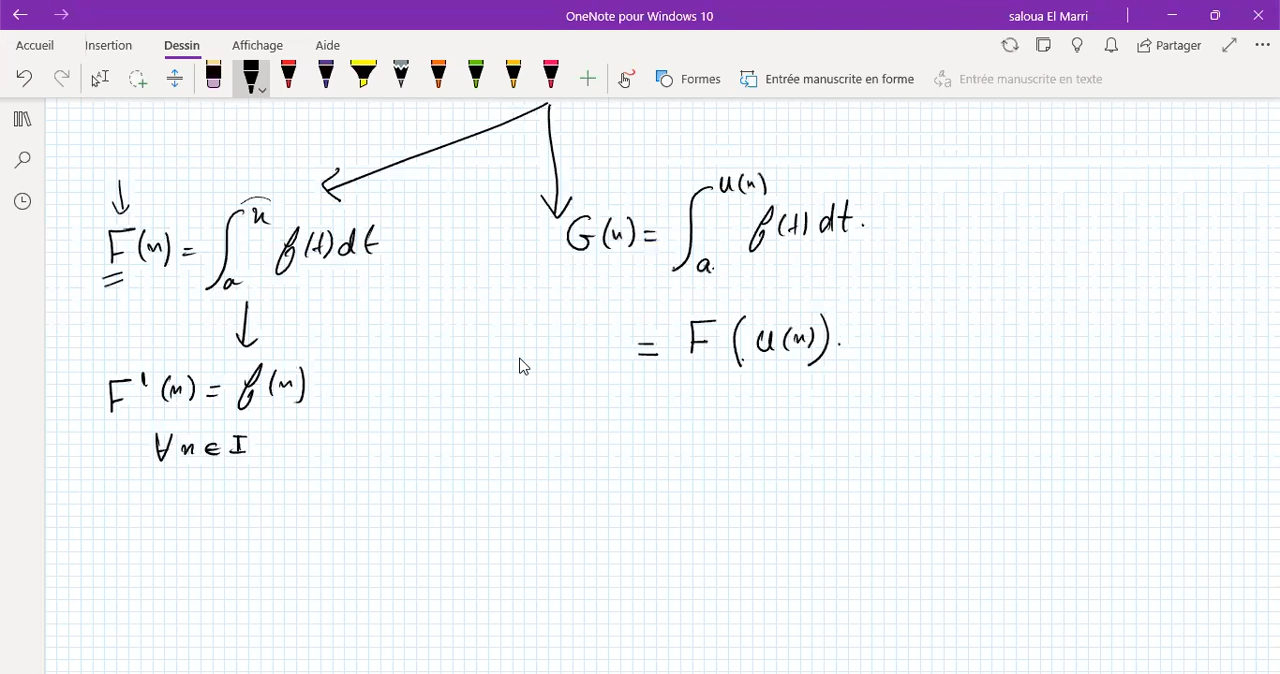 OneNote pour Windows 10
saloua El Marri
Accueil Insertion Dessin Affichage Aide
Partager
Formes Entrée manuscrite en forme Entrée manuscrite en texte
F(x) = ∫_a^x f(t) dt
G(x) = ∫_a^{u(x)} f(t) dt.
= F(u(x)).
F'(x) = f(x)
∀x ∈ I